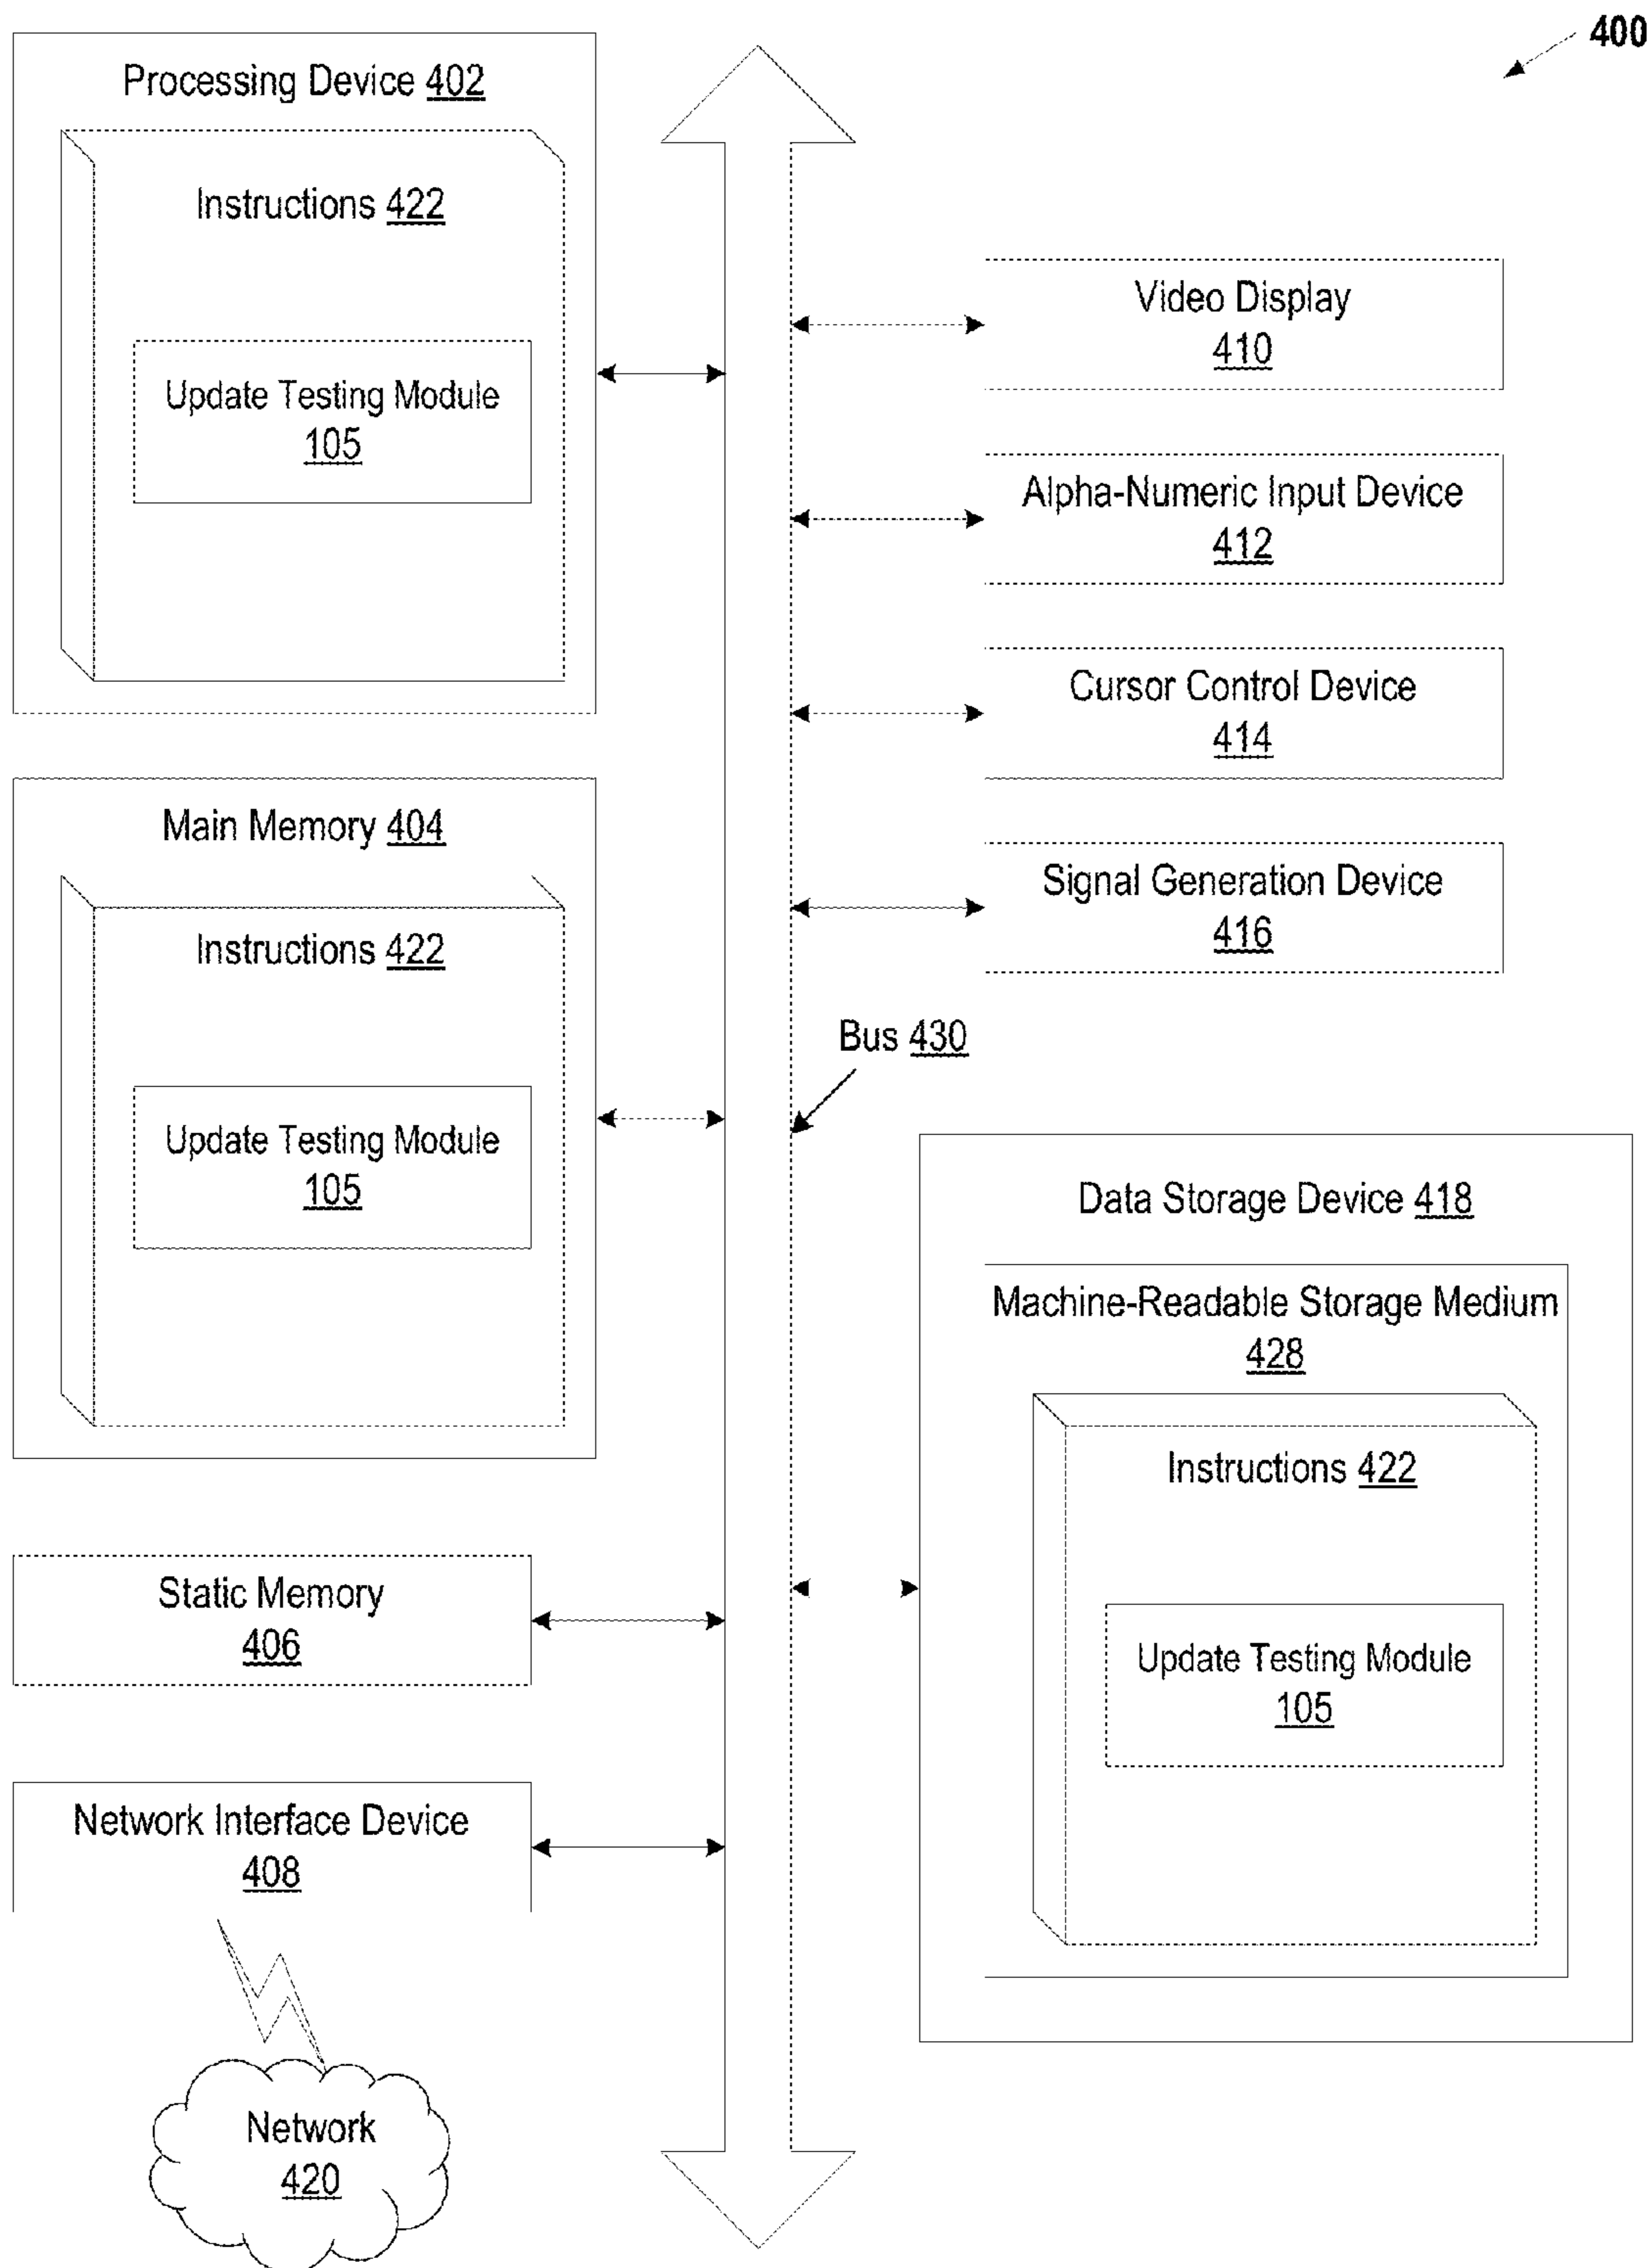 400
Processing Device 402
Instructions 422
Update Testing Module
105
Main Memory 404
Instructions 422
Update Testing Module
105
Static Memory
406
Network Interface Device
408
Network
420
Video Display
410
Alpha-Numeric Input Device
412
Cursor Control Device
414
Signal Generation Device
416
Bus 430
Data Storage Device 418
Machine-Readable Storage Medium
428
Instructions 422
Update Testing Module
105